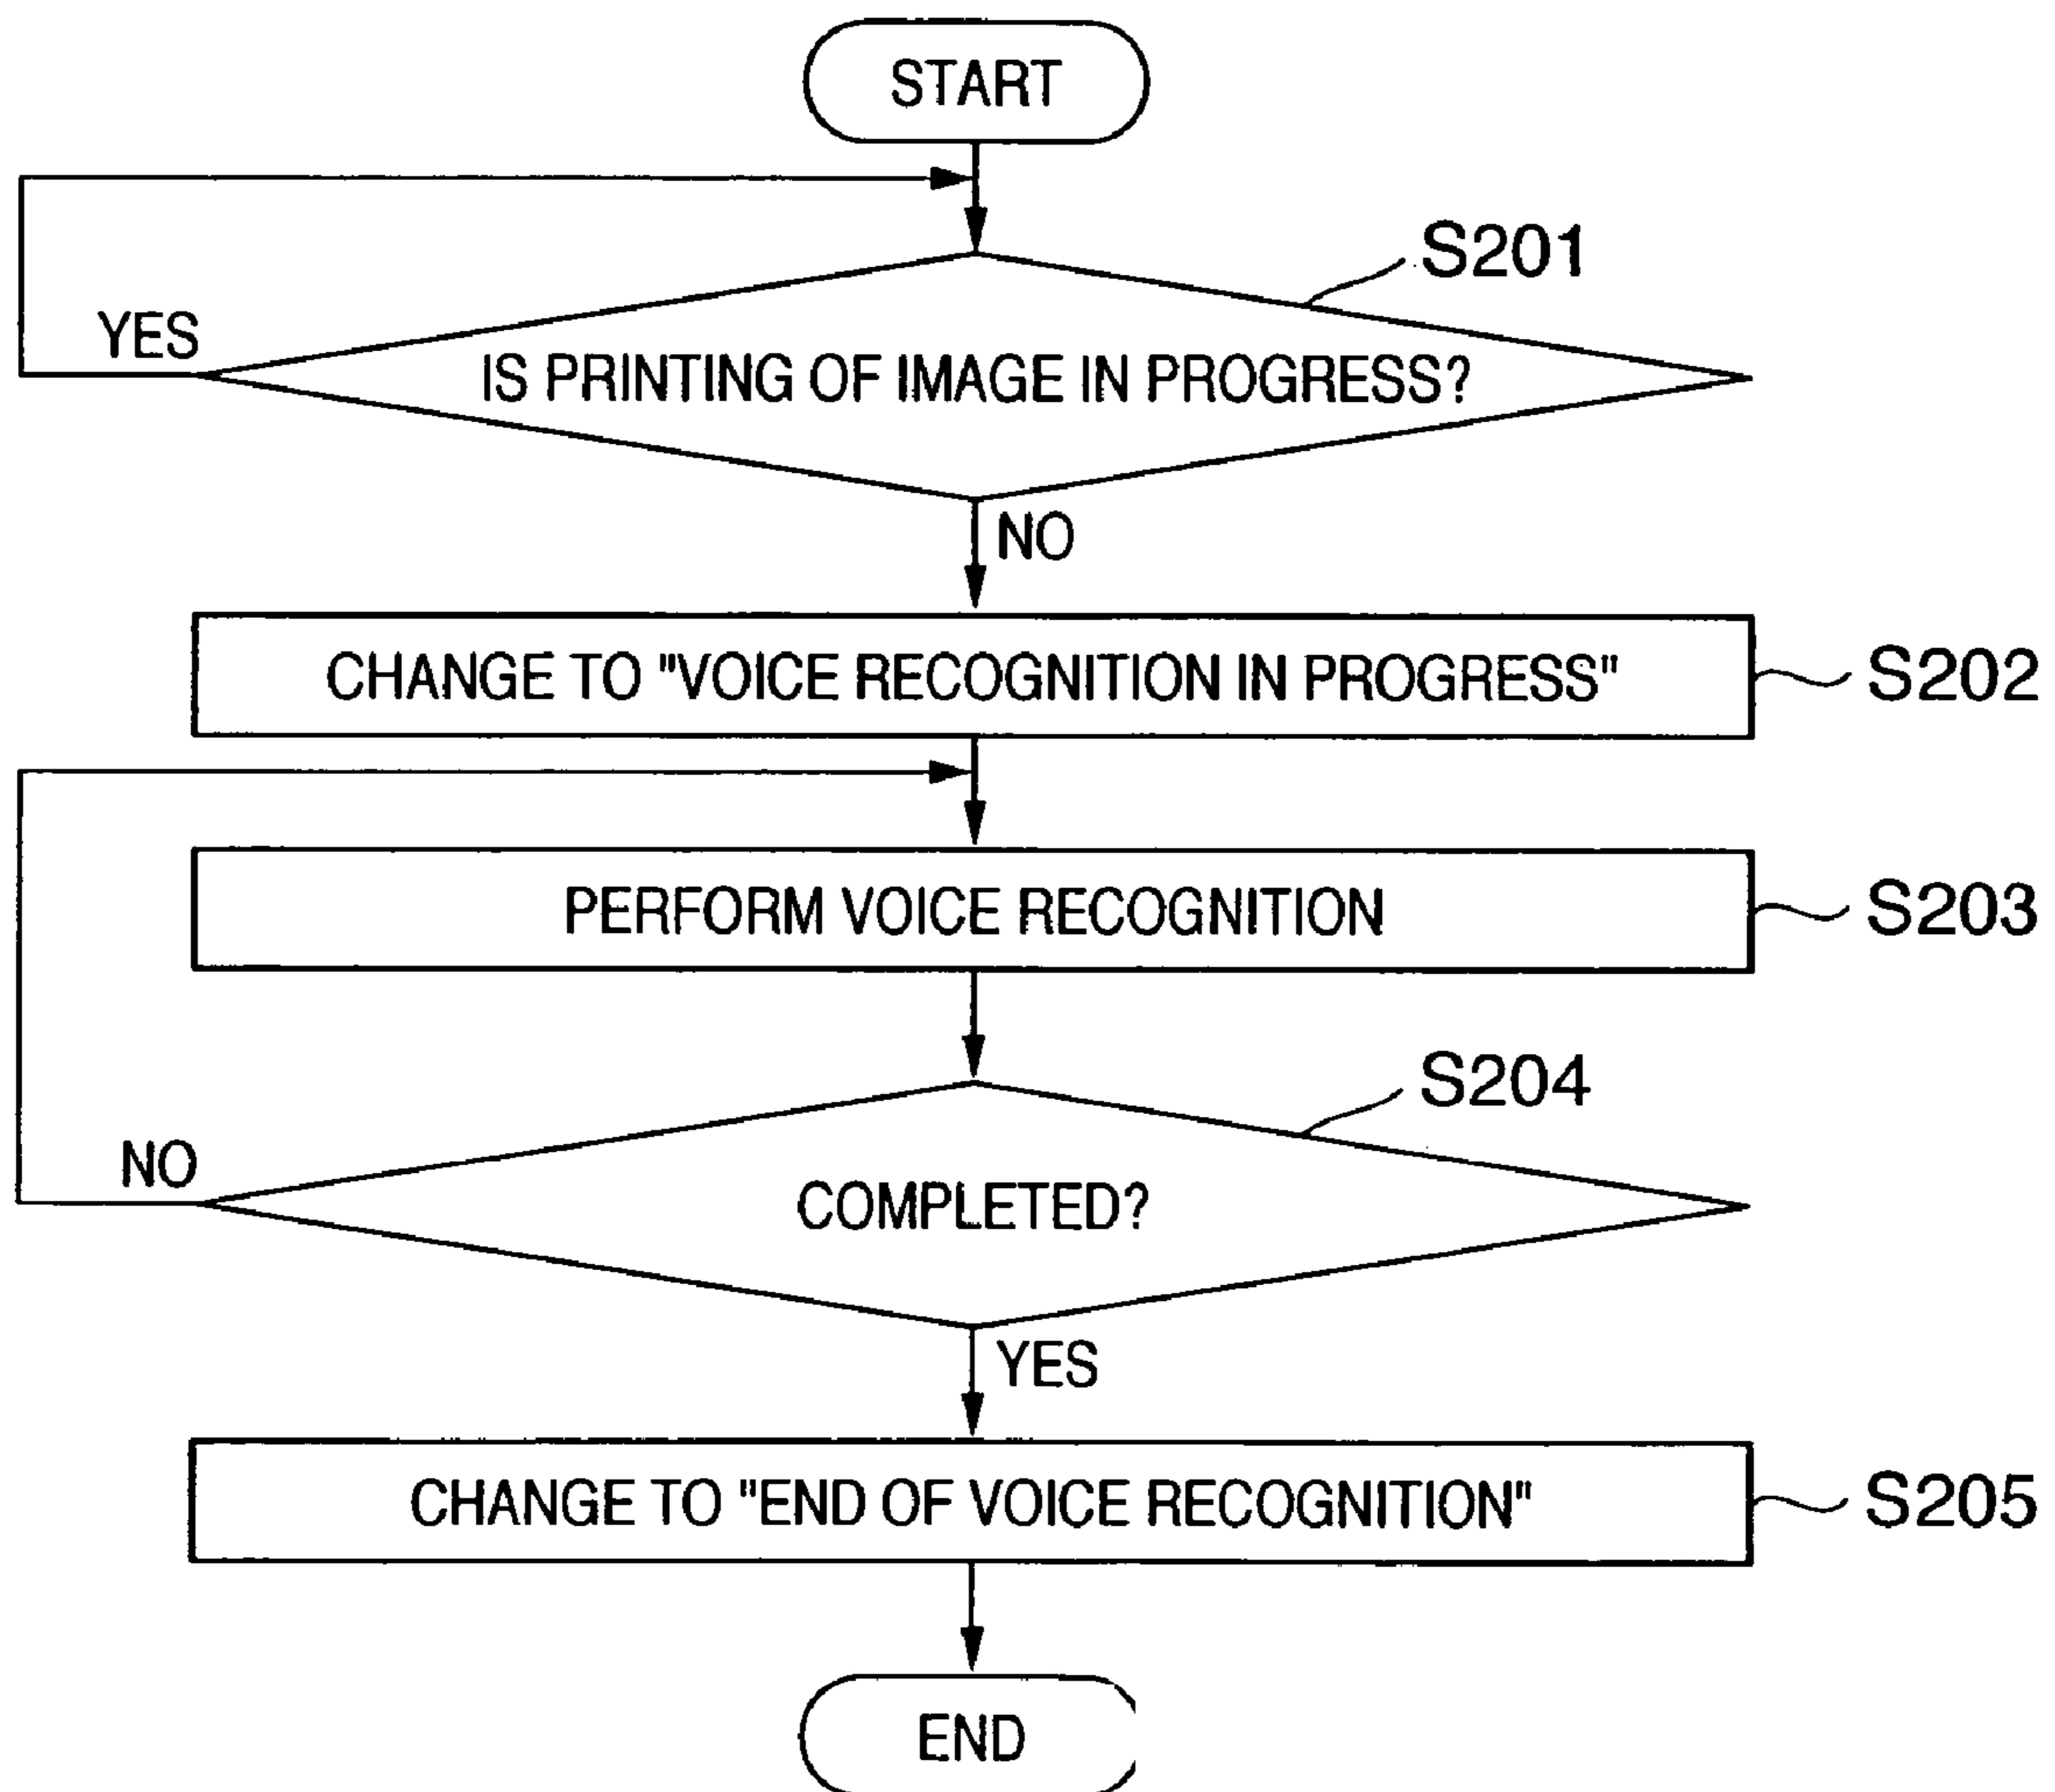 START
S201
YES
IS PRINTING OF IMAGE IN PROGRESS?
NO
CHANGE TO "VOICE RECOGNITION IN PROGRESS"
S202
PERFORM VOICE RECOGNITION
S203
S204
NO
COMPLETED?
YES
CHANGE TO "END OF VOICE RECOGNITION"
S205
END